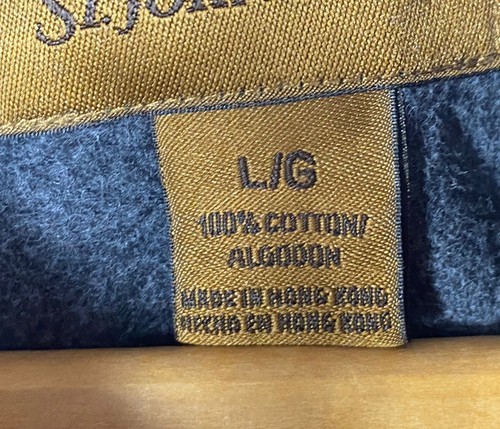 L/G
100% COTTON/
ALGODON
MADE IN HONG KONG
HECHO EN HONG KONG